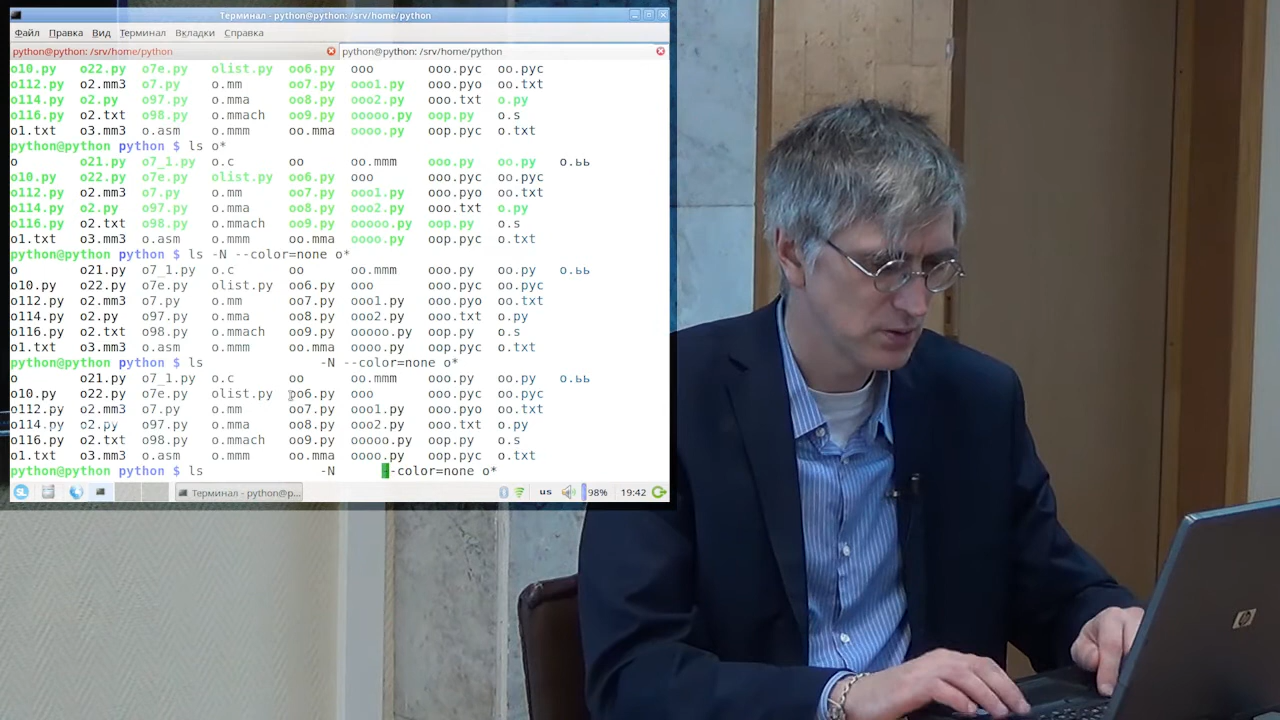 Терминал - python@python: /srv/home/python
Файл Правка Вид Терминал Вкладки Справка
python@python: /srv/home/python python@python: /srv/home/python
o10.py o22.py o7e.py olist.py oo6.py ooo ooo.pyc oo.pyc
o112.py o2.mm3 o7.py o.mm oo7.py ooo1.py ooo.pyo oo.txt
o114.py o2.py o97.py o.mma oo8.py ooo2.py ooo.txt o.py
o116.py o2.txt o98.py o.mmach oo9.py ooooo.py oop.py o.s
o1.txt o3.mm3 o.asm o.mmm oo.mma oooo.py oop.pyc o.txt
python@python python $ ls o*
o o21.py o7_1.py o.c oo oo.mmm ooo.py oo.py o.ьь
o10.py o22.py o7e.py olist.py oo6.py ooo ooo.pyc oo.pyc
o112.py o2.mm3 o7.py o.mm oo7.py ooo1.py ooo.pyo oo.txt
o114.py o2.py o97.py o.mma oo8.py ooo2.py ooo.txt o.py
o116.py o2.txt o98.py o.mmach oo9.py ooooo.py oop.py o.s
o1.txt o3.mm3 o.asm o.mmm oo.mma oooo.py oop.pyc o.txt
python@python python $ ls -N --color=none o*
o o21.py o7_1.py o.c oo oo.mmm ooo.py oo.py o.ьь
o10.py o22.py o7e.py olist.py oo6.py ooo ooo.pyc oo.pyc
o112.py o2.mm3 o7.py o.mm oo7.py ooo1.py ooo.pyo oo.txt
o114.py o2.py o97.py o.mma oo8.py ooo2.py ooo.txt o.py
o116.py o2.txt o98.py o.mmach oo9.py ooooo.py oop.py o.s
o1.txt o3.mm3 o.asm o.mmm oo.mma oooo.py oop.pyc o.txt
python@python python $ ls -N --color=none o*
o o21.py o7_1.py o.c oo oo.mmm ooo.py oo.py o.ьь
o10.py o22.py o7e.py olist.py oo6.py ooo ooo.pyc oo.pyc
o112.py o2.mm3 o7.py o.mm oo7.py ooo1.py ooo.pyo oo.txt
o114.py o2.py o97.py o.mma oo8.py ooo2.py ooo.txt o.py
o116.py o2.txt o98.py o.mmach oo9.py ooooo.py oop.py o.s
o1.txt o3.mm3 o.asm o.mmm oo.mma oooo.py oop.pyc o.txt
python@python python $ ls -N --color=none o*
Терминал - python@p... us 98% 19:42
hp